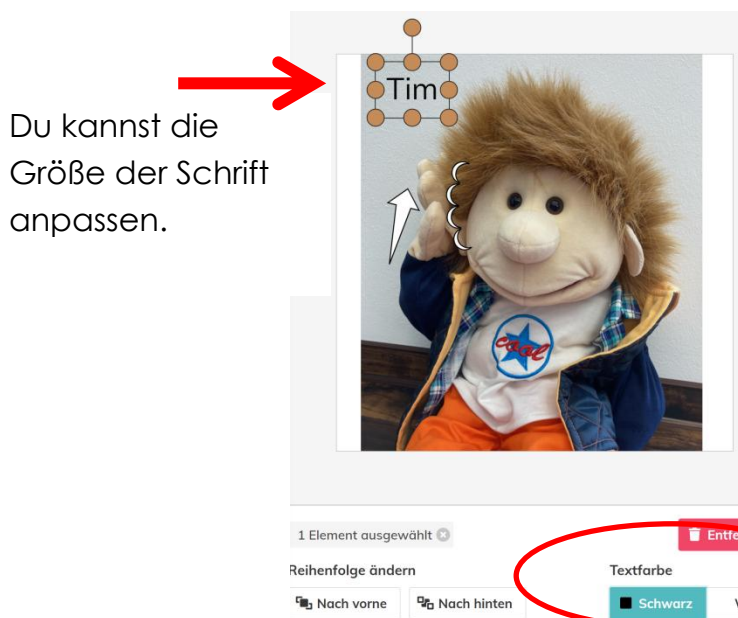 Tim
Du kannst die
Größe der Schrift
anpassen.
cool
1 Element ausgewählt
Reihenfolge ändern
Textfarbe
Nach vorne
Nach hinten
Schwarz